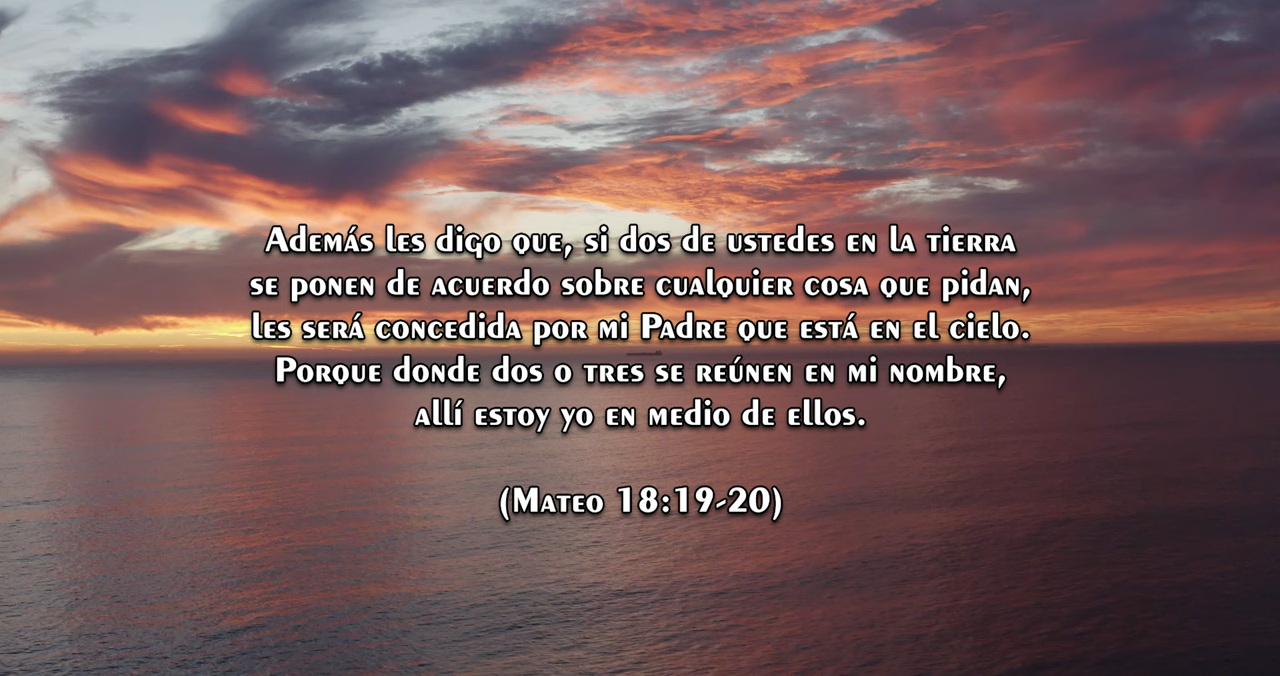 Además les digo que, si dos de ustedes en la tierra
se ponen de acuerdo sobre cualquier cosa que pidan,
les será concedida por mi Padre que está en el cielo.
Porque donde dos o tres se reúnen en mi nombre,
allí estoy yo en medio de ellos.
(Mateo 18:19-20)